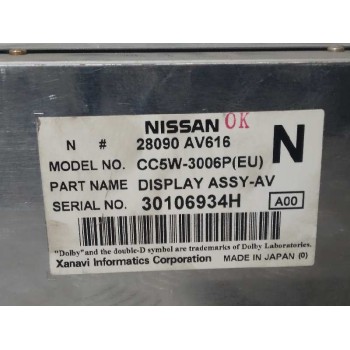 NISSAN OK
N # 28090 AV616 N
MODEL NO. CC5W-3006P(EU)
PART NAME DISPLAY ASSY-AV
SERIAL NO. 30106934H A00
"Dolby"and the double-D symbel are trademarks of Dolby Laboratories.
Xanavi Informatics Corporation MADE IN JAPAN (0)